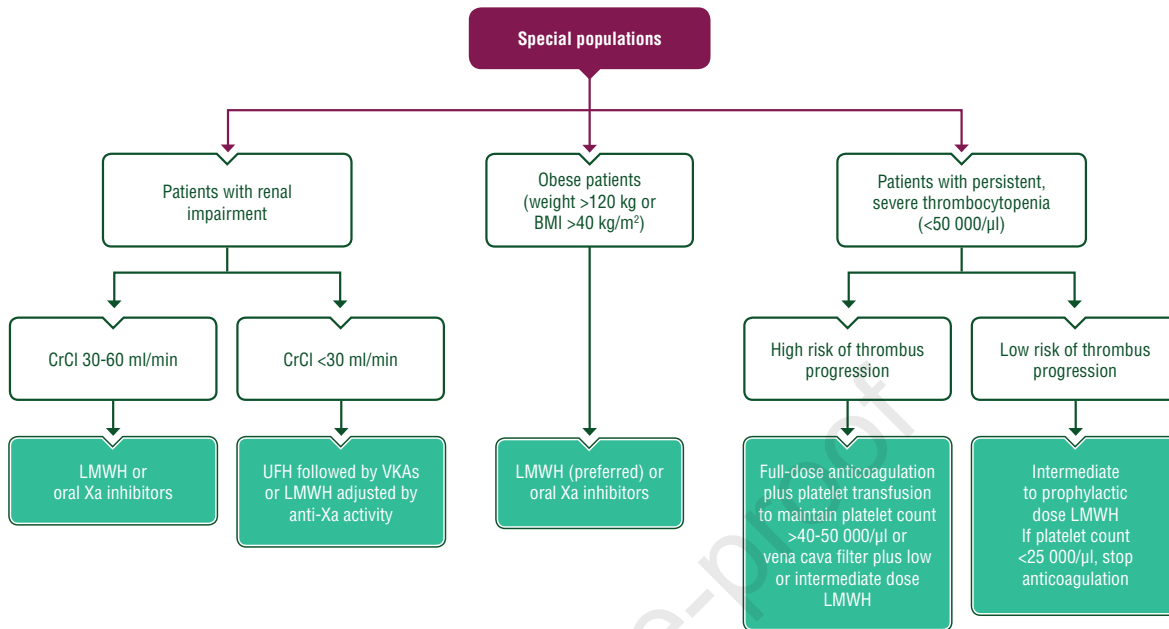 Special populations
Patients with renal
impairment
Obese patients
(weight >120 kg or
BMI >40 kg/m²)
Patients with persistent,
severe thrombocytopenia
(<50 000/µl)
CrCl 30-60 ml/min
CrCl <30 ml/min
High risk of thrombus
progression
Low risk of thrombus
progression
LMWH or
oral Xa inhibitors
UFH followed by VKAs
or LMWH adjusted by
anti-Xa activity
LMWH (preferred) or
oral Xa inhibitors
Full-dose anticoagulation
plus platelet transfusion
to maintain platelet count
>40-50 000/µl or
vena cava filter plus low
or intermediate dose
LMWH
Intermediate
to prophylactic
dose LMWH
If platelet count
<25 000/µl, stop
anticoagulation
e-proof